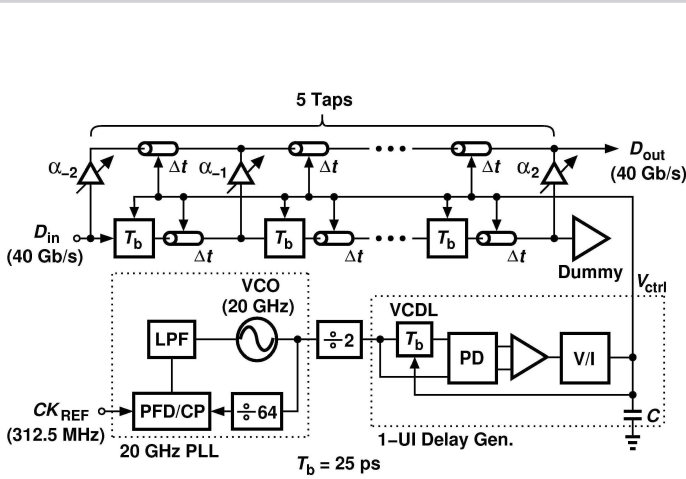 5 Taps
α−2 Δt α−1 Δt Δt α2 Dout
(40 Gb/s)
Din
(40 Gb/s)
Tb Δt Tb Δt Tb Δt
Dummy
Vctrl
VCO
(20 GHz)
VCDL
LPF ÷2 Tb PD V/I
CKREF
(312.5 MHz)
PFD/CP ÷64 C
20 GHz PLL
1−UI Delay Gen.
Tb = 25 ps